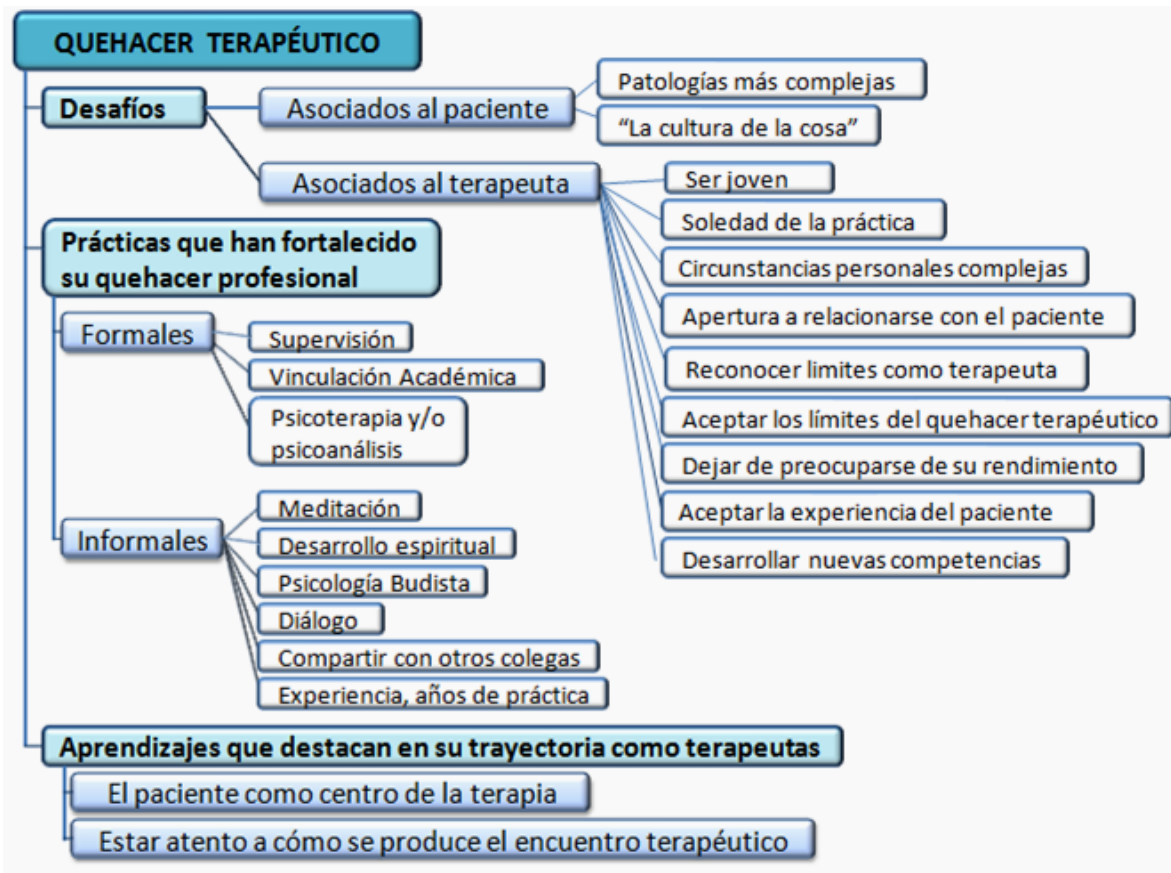 QUEHACER TERAPÉUTICO
Desafíos
Asociados al paciente
Patologías más complejas
“La cultura de la cosa”
Asociados al terapeuta
Ser joven
Soledad de la práctica
Circunstancias personales complejas
Apertura a relacionarse con el paciente
Reconocer limites como terapeuta
Aceptar los límites del quehacer terapéutico
Dejar de preocuparse de su rendimiento
Aceptar la experiencia del paciente
Desarrollar nuevas competencias
Prácticas que han fortalecido
su quehacer profesional
Formales
Supervisión
Vinculación Académica
Psicoterapia y/o
psicoanálisis
Informales
Meditación
Desarrollo espiritual
Psicología Budista
Diálogo
Compartir con otros colegas
Experiencia, años de práctica
Aprendizajes que destacan en su trayectoria como terapeutas
El paciente como centro de la terapia
Estar atento a cómo se produce el encuentro terapéutico